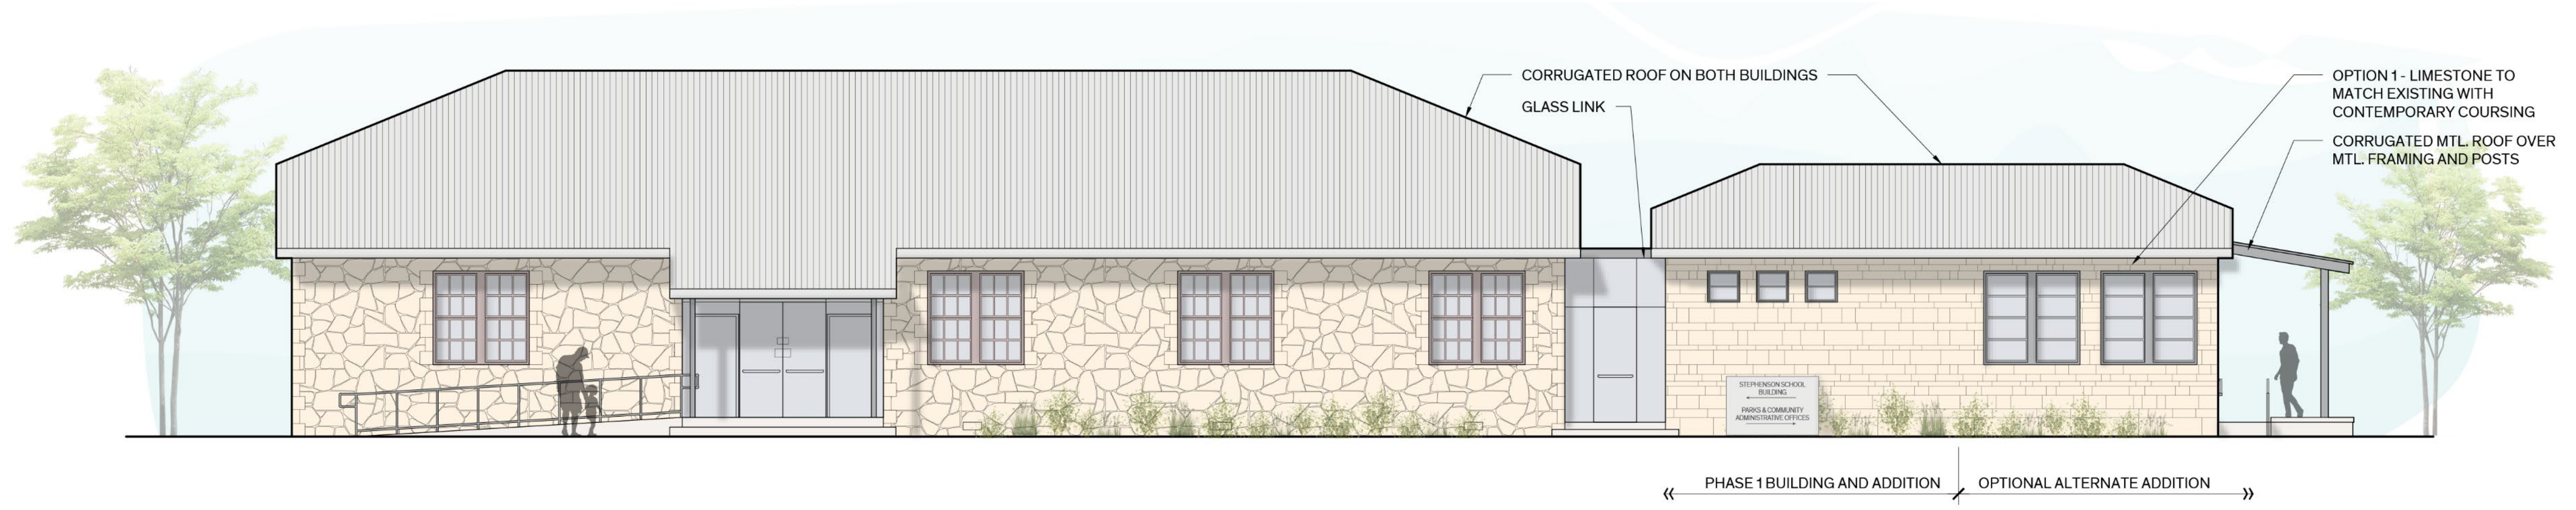 CORRUGATED ROOF ON BOTH BUILDINGS
GLASS LINK
OPTION 1 - LIMESTONE TO
MATCH EXISTING WITH
CONTEMPORARY COURSING
CORRUGATED MTL. ROOF OVER
MTL. FRAMING AND POSTS
STEPHENSON SCHOOL
BUILDING
PARKS & COMMUNITY
ADMINISTRATIVE OFFICES
PHASE 1 BUILDING AND ADDITION
OPTIONAL ALTERNATE ADDITION